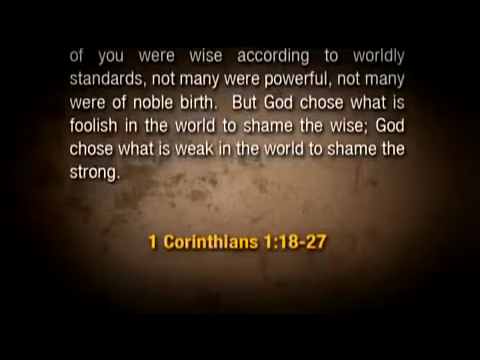 of you were wise according to worldly
standards, not many were powerful, not many
were of noble birth. But God chose what is
foolish in the world to shame the wise; God
chose what is weak in the world to shame the
strong.
1 Corinthians 1:18-27